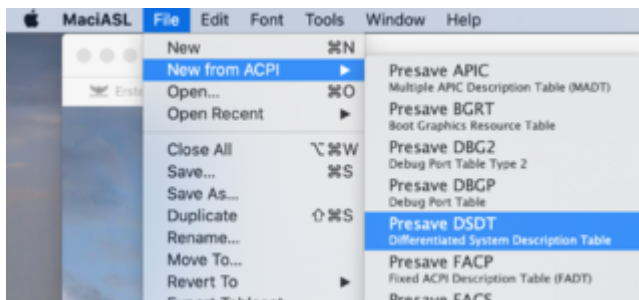 MaciASL File Edit Font Tools Window Help
New ⌘N
New from ACPI ▶
Erste
Open... ⌘O
Open Recent ▶
Close All ⌥⌘W
Save... ⌘S
Save As...
Duplicate ⇧⌘S
Rename...
Move To...
Revert To ▶
Presave APIC
Multiple APIC Description Table (MADT)
Presave BGRT
Boot Graphics Resource Table
Presave DBG2
Debug Port Table Type 2
Presave DBGP
Debug Port Table
Presave DSDT
Differentiated System Description Table
Presave FACP
Fixed ACPI Description Table (FADT)
Presave FACS